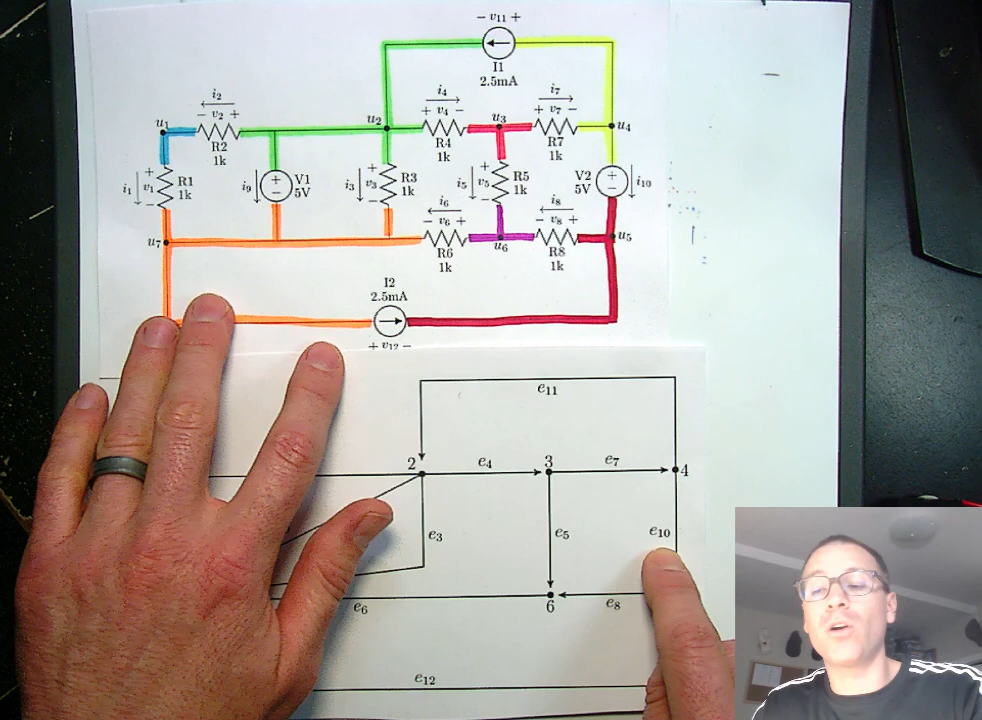 − v₁₁ +
I1
2.5mA
i₂
− v₂ +
R2
1k
i₄
+ v₄ −
R4
1k
i₇
+ v₇ −
R7
1k
u₁
u₂
u₃
u₄
i₁
+
v₁
−
R1
1k
i₉
+
−
V1
5V
i₃
+
v₃
−
R3
1k
i₅
+
v₅
−
R5
1k
V2
5V
+
−
i₁₀
i₆
− v₆ +
R6
1k
i₈
− v₈ +
R8
1k
u₇
u₆
u₅
I2
2.5mA
+ v₁₂ −
e₁₁
2
e₄
3
e₇
4
e₃
e₅
e₁₀
e₆
6
e₈
e₁₂